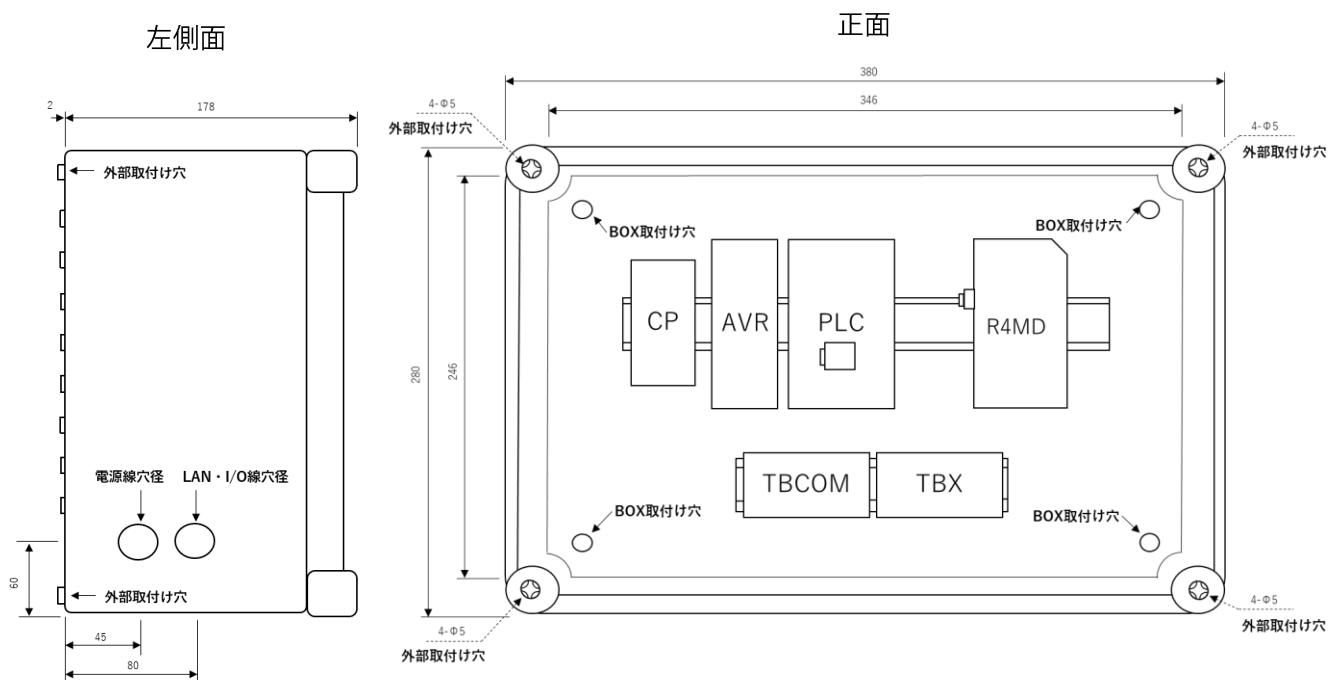 左側面
2
178
外部取付け穴
電源線穴径
LAN・I/O線穴径
60
外部取付け穴
45
80
正面
380
346
4-Φ5
外部取付け穴
4-Φ5
外部取付け穴
BOX取付け穴
BOX取付け穴
CP
AVR
PLC
R4MD
280
246
TBCOM
TBX
BOX取付け穴
BOX取付け穴
4-Φ5
外部取付け穴
4-Φ5
外部取付け穴